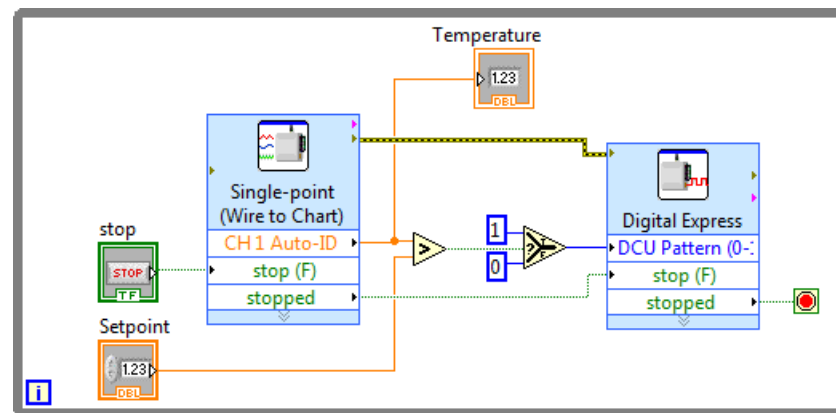 Temperature
1.23
DBL
Single-point
(Wire to Chart)
CH 1 Auto-ID
stop (F)
stopped
stop
STOP
TF
Setpoint
1.23
DBL
>
1
0
?
T
F
Digital Express
DCU Pattern (0-:
stop (F)
stopped
i